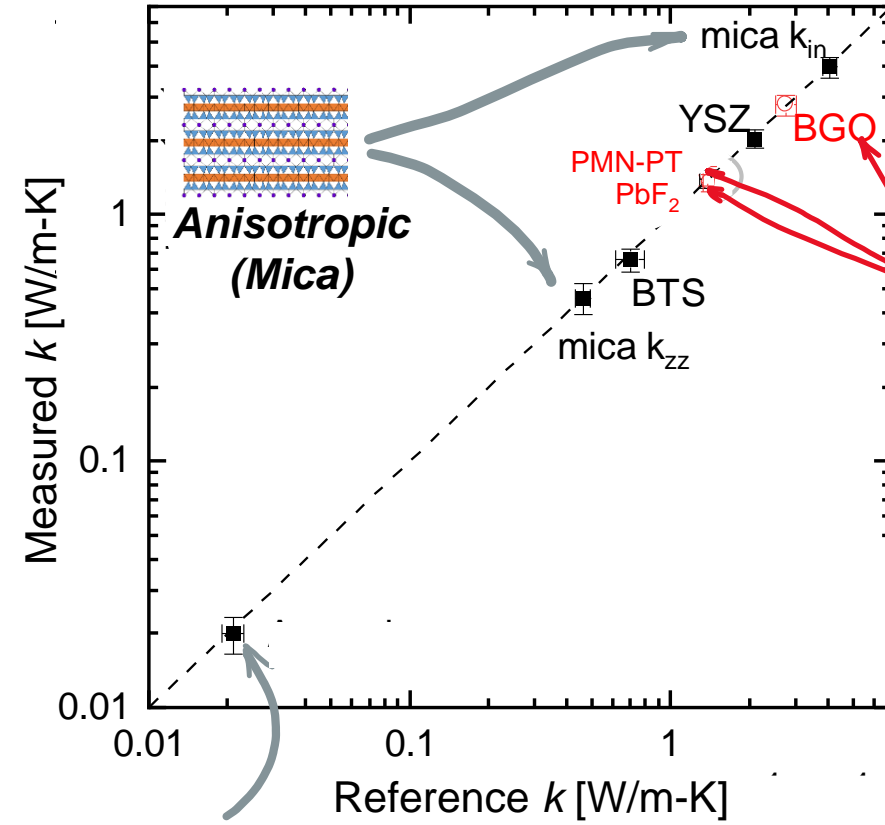 mica k_in
YSZ
BGO
PMN-PT
PbF₂
1
Anisotropic
(Mica)
BTS
mica k_zz
Measured k [W/m-K]
0.1
0.01
0.01
0.1
1
Reference k [W/m-K]